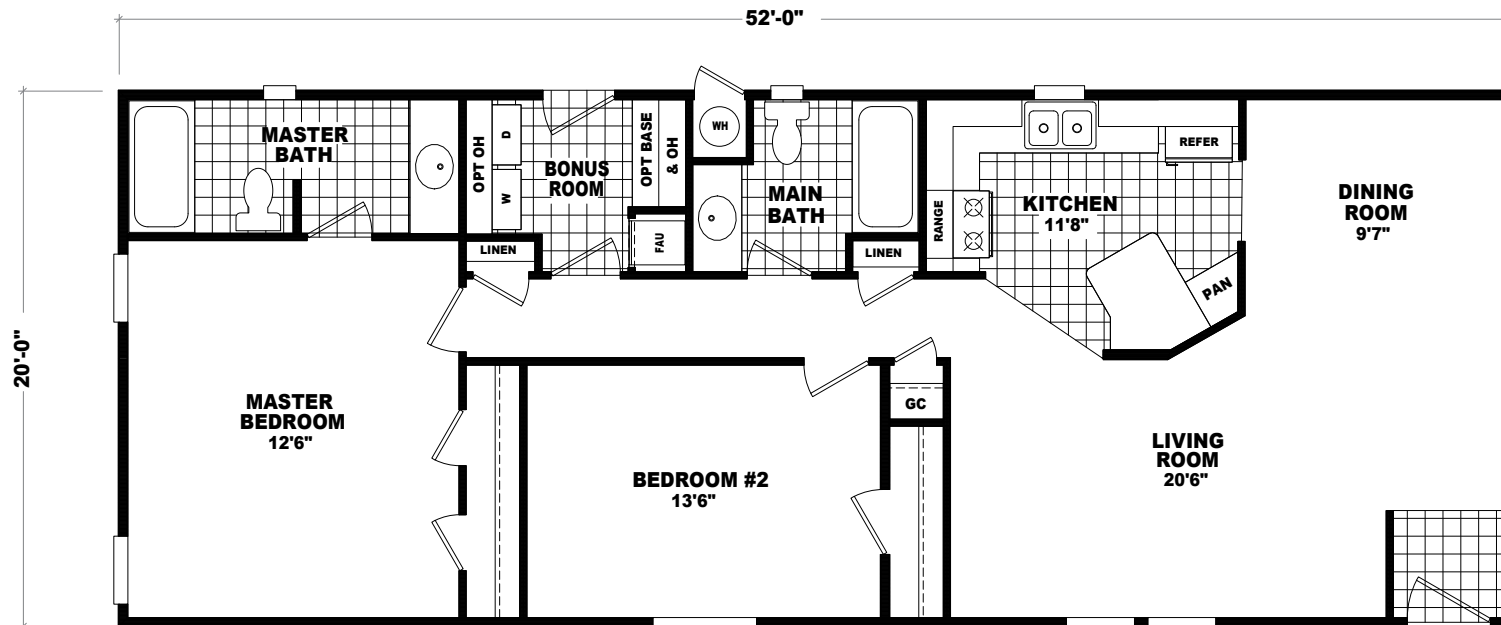 52'-0"
20'-0"
MASTER
BATH
OPT OH
D
W
BONUS
ROOM
OPT BASE
& OH
FAU
WH
MAIN
BATH
LINEN
LINEN
RANGE
KITCHEN
11'8"
REFER
PAN
DINING
ROOM
9'7"
MASTER
BEDROOM
12'6"
BEDROOM #2
13'6"
GC
LIVING
ROOM
20'6"